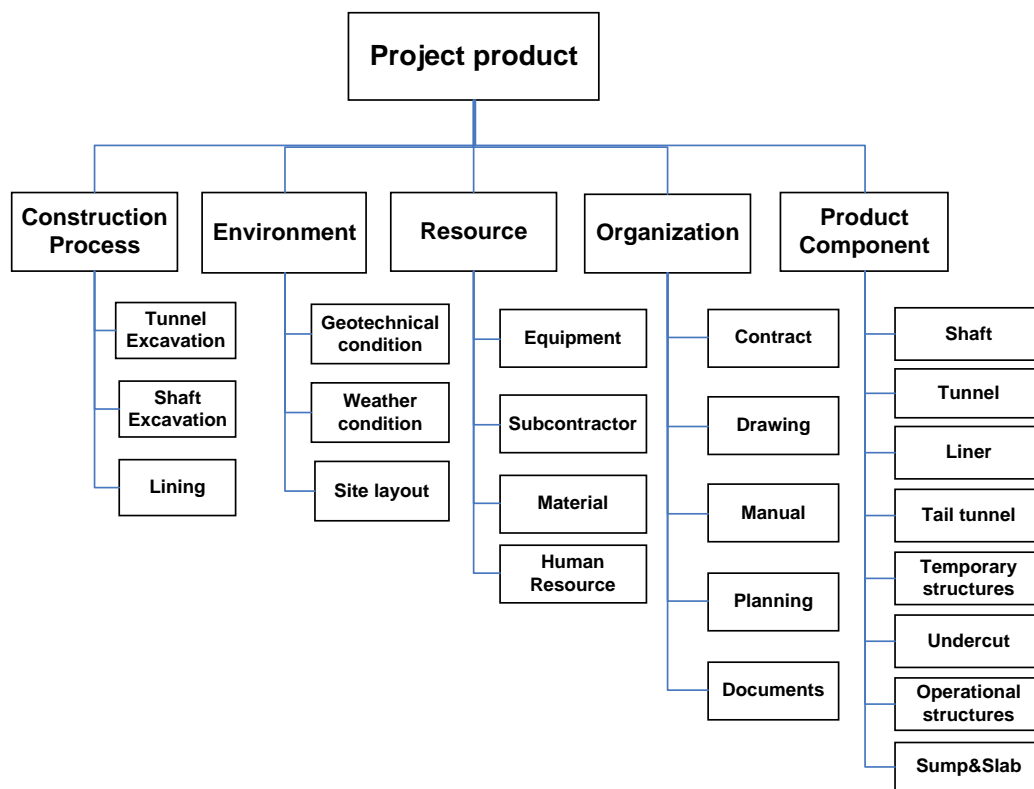 Project product
Construction
Process
Environment
Resource
Organization
Product
Component
Tunnel
Excavation
Shaft
Excavation
Lining
Geotechnical
condition
Weather
condition
Site layout
Equipment
Subcontractor
Material
Human
Resource
Contract
Drawing
Manual
Planning
Documents
Shaft
Tunnel
Liner
Tail tunnel
Temporary
structures
Undercut
Operational
structures
Sump&Slab